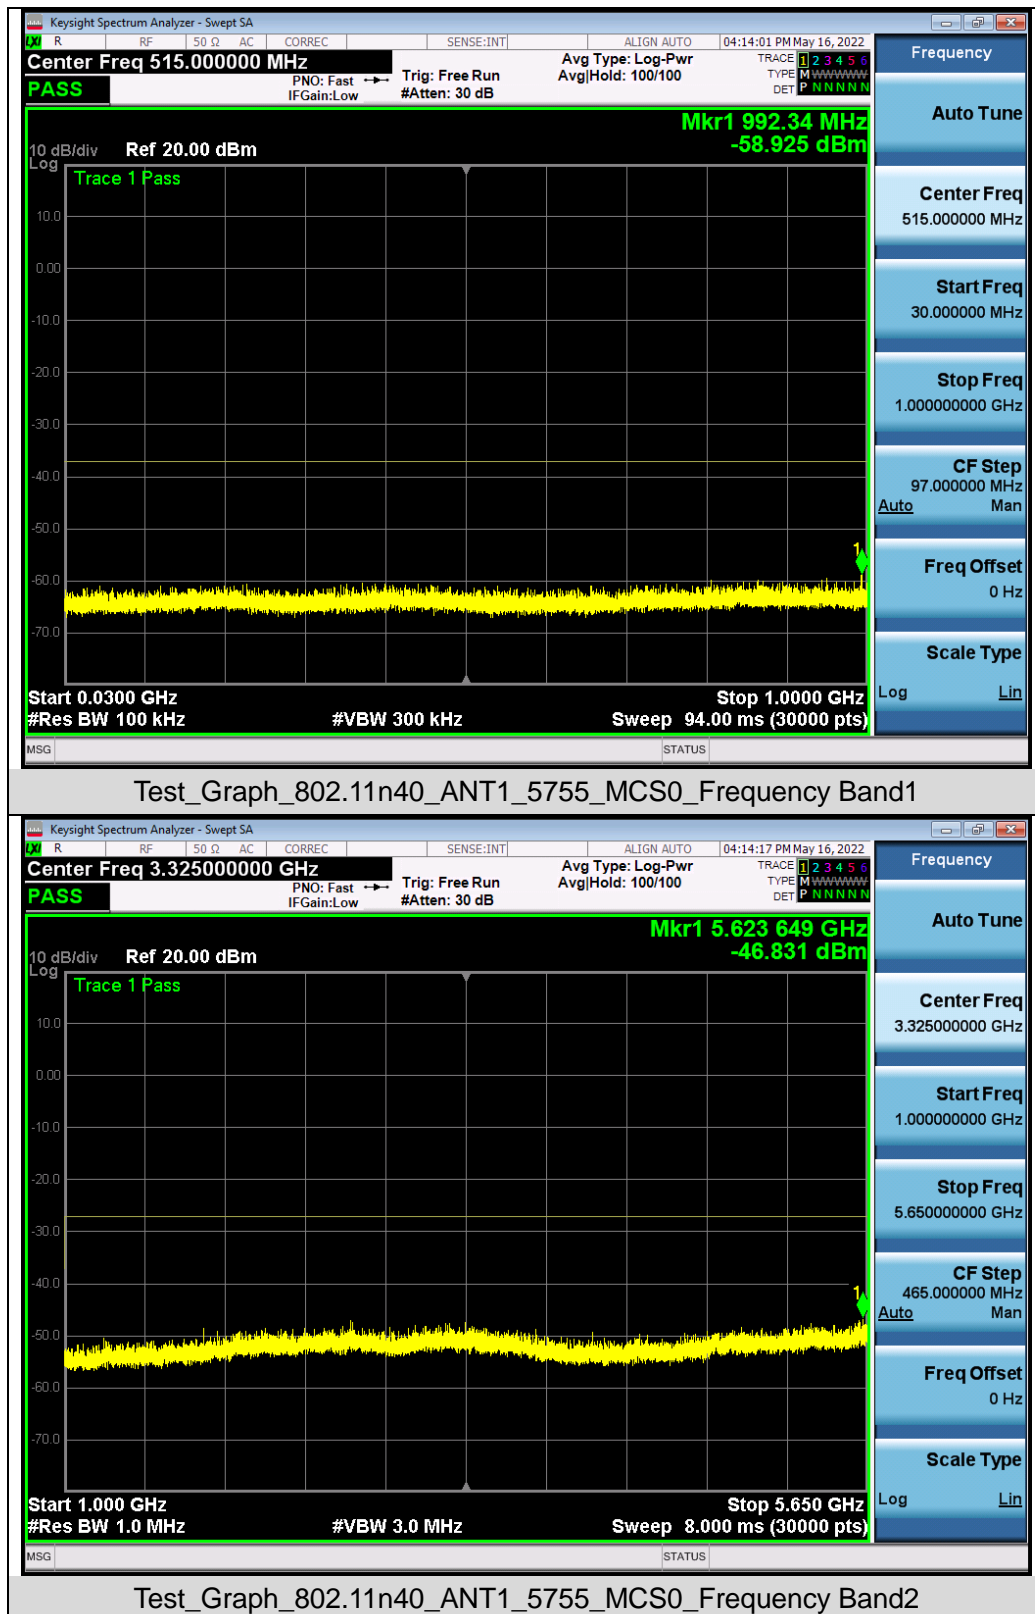 Keysight Spectrum Analyzer - Swept SA
LXI R RF 50 Ω AC CORREC SENSE:INT ALIGN AUTO 04:14:01 PM May 16, 2022
Center Freq 515.000000 MHz
PASS
PNO: Fast
IFGain:Low
Trig: Free Run
#Atten: 30 dB
Avg Type: Log-Pwr
Avg|Hold: 100/100
TRACE 1 2 3 4 5 6
TYPE M WWWWW
DET P N N N N N
Mkr1 992.34 MHz
-58.925 dBm
10 dB/div Ref 20.00 dBm
Log
Trace 1 Pass
10.0
0.00
-10.0
-20.0
-30.0
-40.0
-50.0
-60.0
-70.0
1
Start 0.0300 GHz Stop 1.0000 GHz
#Res BW 100 kHz #VBW 300 kHz Sweep 94.00 ms (30000 pts)
MSG STATUS
Frequency
Auto Tune
Center Freq
515.000000 MHz
Start Freq
30.000000 MHz
Stop Freq
1.000000000 GHz
CF Step
97.000000 MHz
Auto Man
Freq Offset
0 Hz
Scale Type
Log Lin
Test_Graph_802.11n40_ANT1_5755_MCS0_Frequency Band1
Keysight Spectrum Analyzer - Swept SA
LXI R RF 50 Ω AC CORREC SENSE:INT ALIGN AUTO 04:14:17 PM May 16, 2022
Center Freq 3.325000000 GHz
PASS
PNO: Fast
IFGain:Low
Trig: Free Run
#Atten: 30 dB
Avg Type: Log-Pwr
Avg|Hold: 100/100
TRACE 1 2 3 4 5 6
TYPE M WWWWW
DET P N N N N N
Mkr1 5.623 649 GHz
-46.831 dBm
10 dB/div Ref 20.00 dBm
Log
Trace 1 Pass
10.0
0.00
-10.0
-20.0
-30.0
-40.0
-50.0
-60.0
-70.0
1
Start 1.000 GHz Stop 5.650 GHz
#Res BW 1.0 MHz #VBW 3.0 MHz Sweep 8.000 ms (30000 pts)
MSG STATUS
Frequency
Auto Tune
Center Freq
3.325000000 GHz
Start Freq
1.000000000 GHz
Stop Freq
5.650000000 GHz
CF Step
465.000000 MHz
Auto Man
Freq Offset
0 Hz
Scale Type
Log Lin
Test_Graph_802.11n40_ANT1_5755_MCS0_Frequency Band2